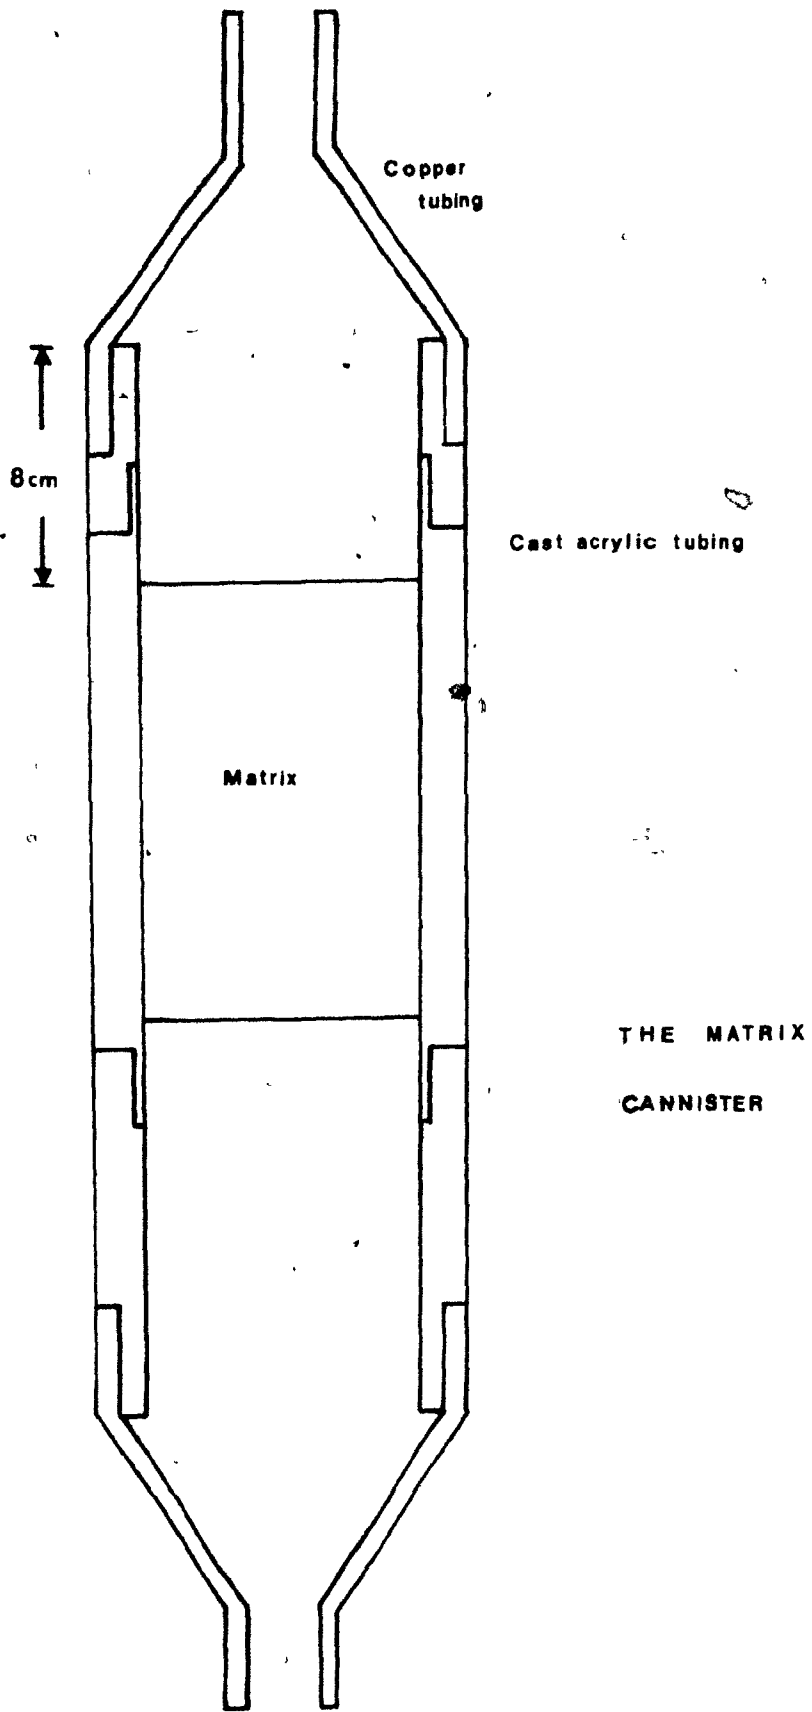 Copper
tubing
8cm
Cast acrylic tubing
Matrix
THE MATRIX
CANNISTER